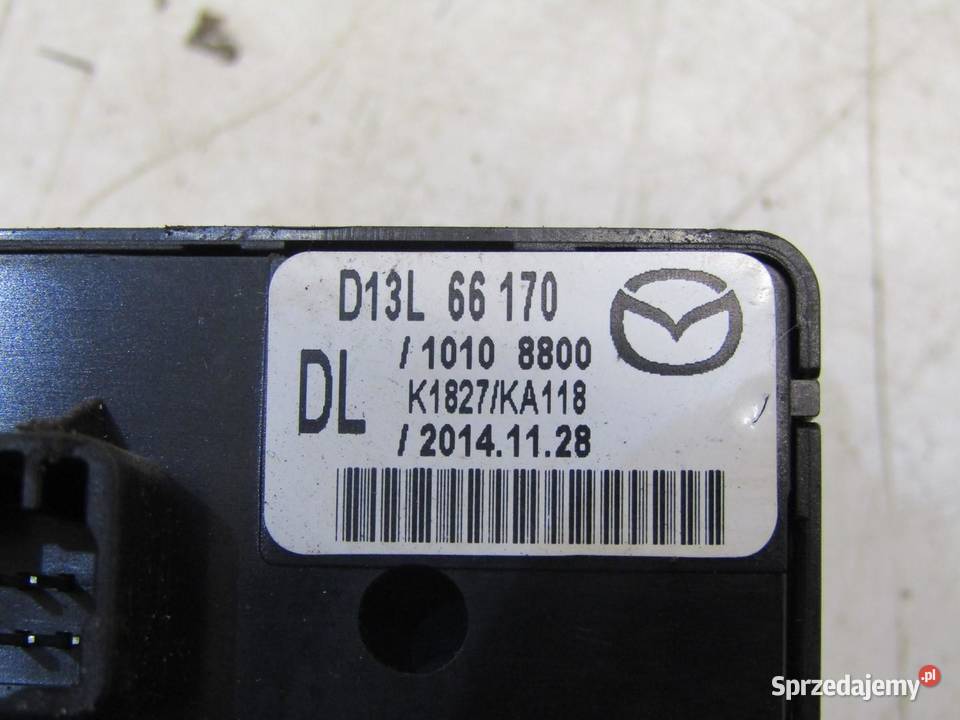 D13L 66 170
/ 1010 8800
DL
K1827/KA118
/ 2014.11.28
Sprzedajemy.pl